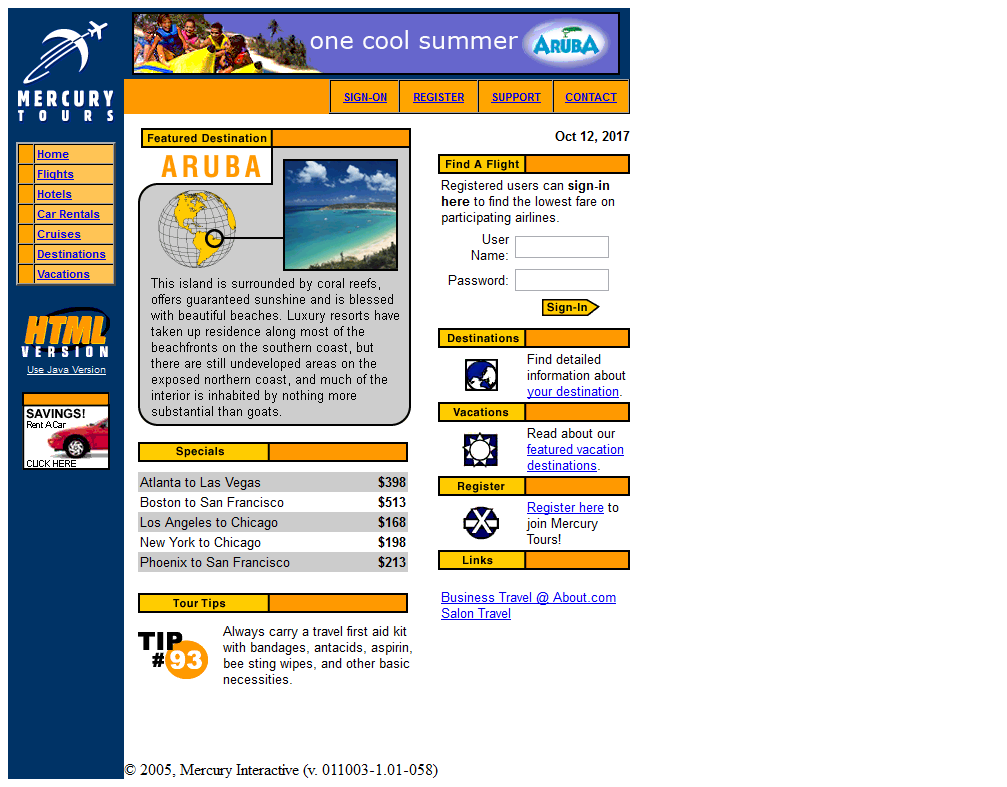 MERCURY
TOURS
one cool summer
ARUBA
SIGN-ON
REGISTER
SUPPORT
CONTACT
Home
Flights
Hotels
Car Rentals
Cruises
Destinations
Vacations
HTML
VERSION
Use Java Version
SAVINGS!
Rent A Car
CLICK HERE
Featured Destination
ARUBA
This island is surrounded by coral reefs,
offers guaranteed sunshine and is blessed
with beautiful beaches. Luxury resorts have
taken up residence along most of the
beachfronts on the southern coast, but
there are still undeveloped areas on the
exposed northern coast, and much of the
interior is inhabited by nothing more
substantial than goats.
Specials
Atlanta to Las Vegas $398
Boston to San Francisco $513
Los Angeles to Chicago $168
New York to Chicago $198
Phoenix to San Francisco $213
Tour Tips
TIP
#93
Always carry a travel first aid kit
with bandages, antacids, aspirin,
bee sting wipes, and other basic
necessities.
Oct 12, 2017
Find A Flight
Registered users can sign-in
here to find the lowest fare on
participating airlines.
User
Name:
Password:
Sign-In
Destinations
Find detailed
information about
your destination.
Vacations
Read about our
featured vacation
destinations.
Register
Register here to
join Mercury
Tours!
Links
Business Travel @ About.com
Salon Travel
© 2005, Mercury Interactive (v. 011003-1.01-058)